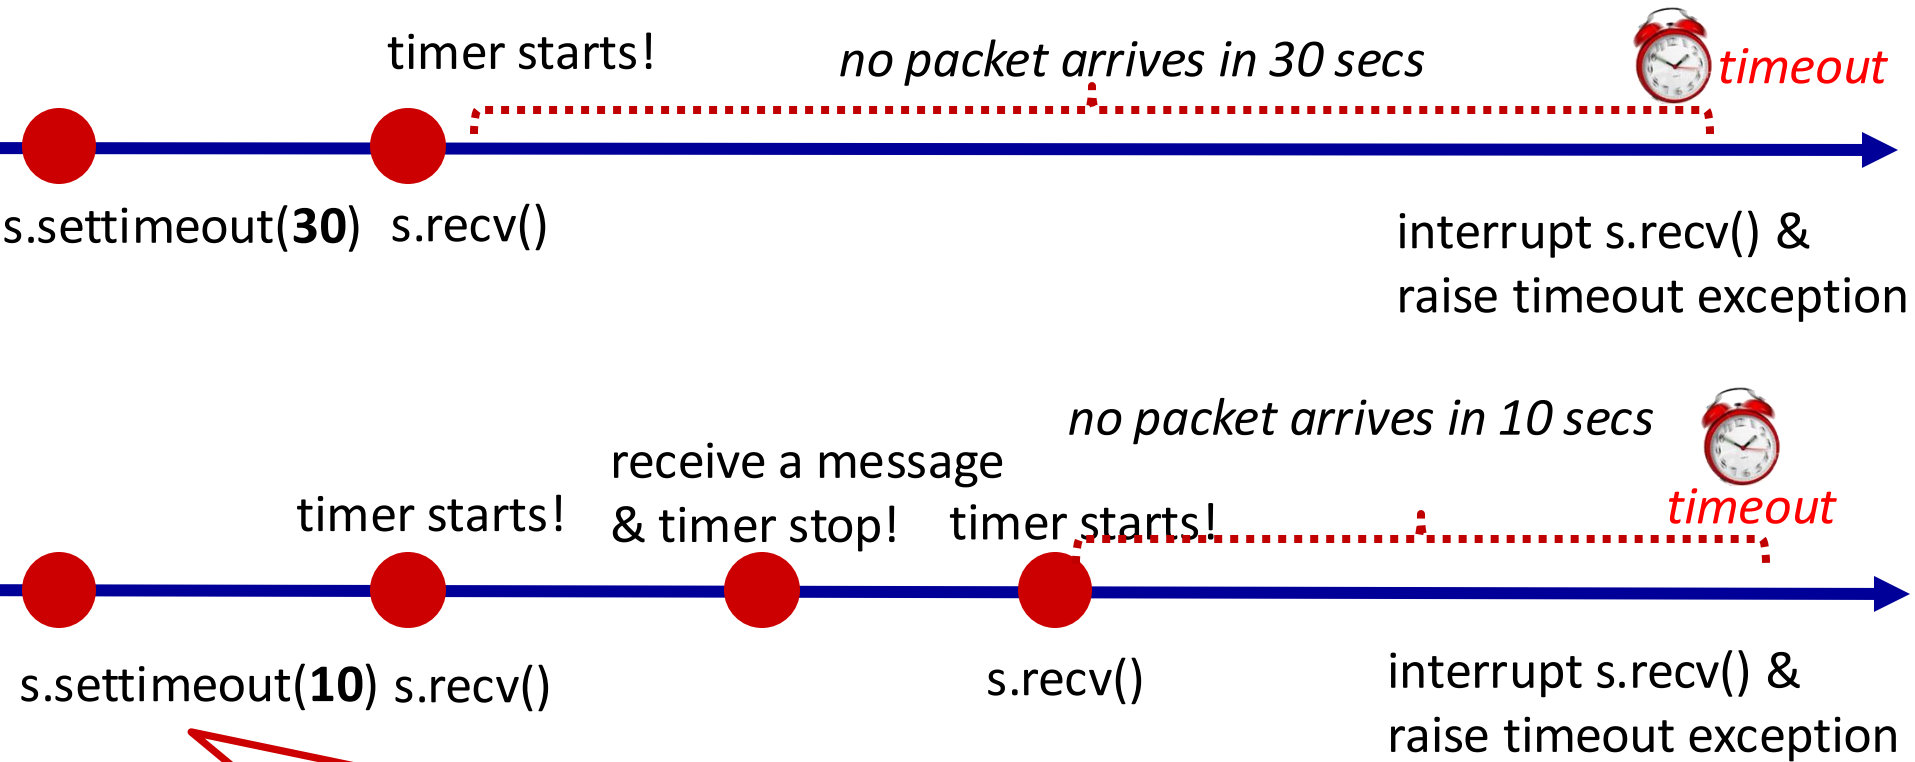 timer starts!
no packet arrives in 30 secs
timeout
s.settimeout(30)
s.recv()
interrupt s.recv() &
raise timeout exception
no packet arrives in 10 secs
timeout
timer starts!
receive a message
& timer stop!
timer starts!
s.settimeout(10)
s.recv()
s.recv()
interrupt s.recv() &
raise timeout exception